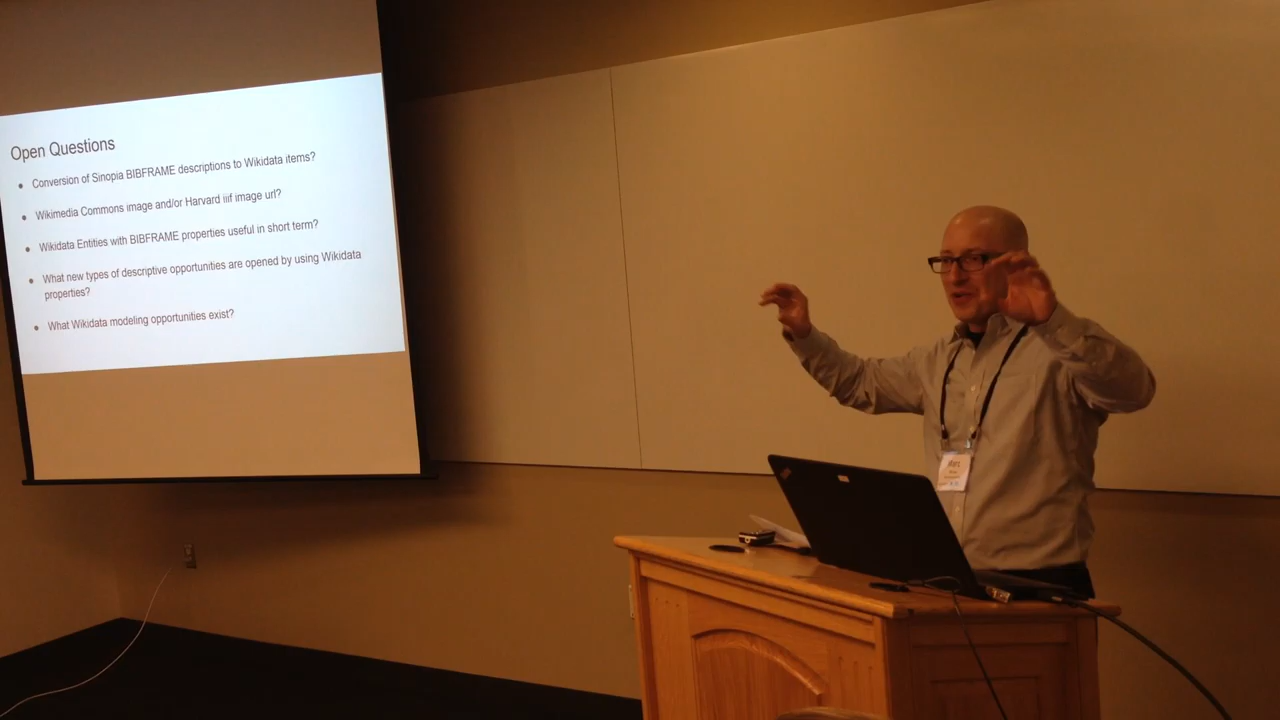 Open Questions
• Conversion of Sinopia BIBFRAME descriptions to Wikidata items?
• Wikimedia Commons image and/or Harvard iiif image url?
• Wikidata Entities with BIBFRAME properties useful in short term?
• What new types of descriptive opportunities are opened by using Wikidata
properties?
• What Wikidata modeling opportunities exist?
Marc